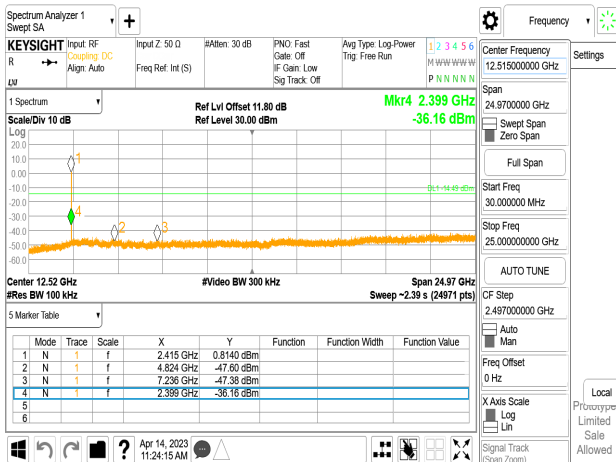 Spectrum Analyzer 1
Swept SA
Frequency
KEYSIGHT
R
Input: RF
Coupling: DC
Align: Auto
Input Z: 50 Ω
Freq Ref: Int (S)
#Atten: 30 dB
PNO: Fast
Gate: Off
IF Gain: Low
Sig Track: Off
Avg Type: Log-Power
Trig: Free Run
1 2 3 4 5 6
M W W W W W
P N N N N N
1 Spectrum
Scale/Div 10 dB
Log
Ref Lvl Offset 11.80 dB
Ref Level 30.00 dBm
Mkr4 2.399 GHz
-36.16 dBm
20.0
10.0
0.00
-10.0
-20.0
-30.0
-40.0
-50.0
-60.0
1
2
3
4
DL1 -14.49 dBm
Center 12.52 GHz
#Video BW 300 kHz
Span 24.97 GHz
#Res BW 100 kHz
Sweep ~2.39 s (24971 pts)
5 Marker Table
Mode Trace Scale X Y Function Function Width Function Value
1 N 1 f 2.415 GHz 0.8140 dBm
2 N 1 f 4.824 GHz -47.60 dBm
3 N 1 f 7.236 GHz -47.38 dBm
4 N 1 f 2.399 GHz -36.16 dBm
5
6
Apr 14, 2023
11:24:15 AM
Center Frequency
12.515000000 GHz
Settings
Span
24.9700000 GHz
Swept Span
Zero Span
Full Span
Start Freq
30.000000 MHz
Stop Freq
25.000000000 GHz
AUTO TUNE
CF Step
2.497000000 GHz
Auto
Man
Freq Offset
0 Hz
X Axis Scale
Log
Lin
Signal Track
(Span Zoom)
Local
Prototype
Limited
Sale
Allowed